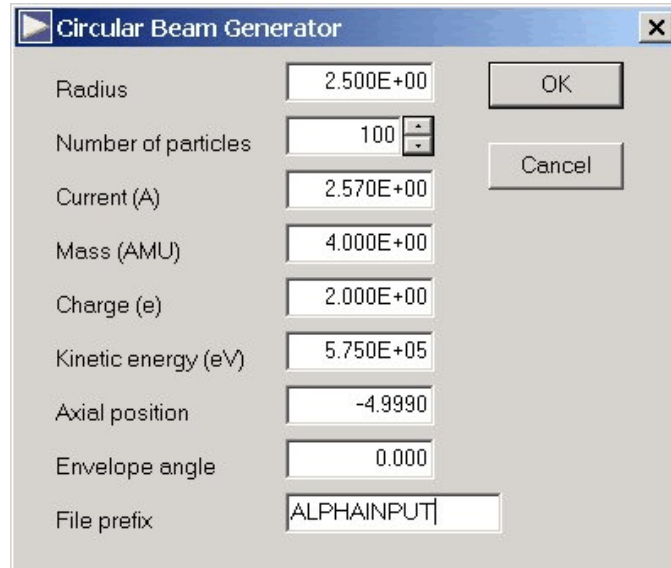 Circular Beam Generator
Radius 2.500E+00 OK
Number of particles 100
Cancel
Current (A) 2.570E+00
Mass (AMU) 4.000E+00
Charge (e) 2.000E+00
Kinetic energy (eV) 5.750E+05
Axial position -4.9990
Envelope angle 0.000
File prefix ALPHAINPUT